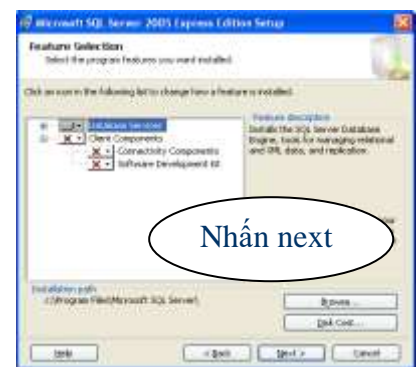 Microsoft SQL Server 2005 Express Edition Setup
Feature Selection
Select the program features you want installed.
Click an icon in the following list to change how a feature is installed.
Database Services
Client Components
Connectivity Components
Software Development Kit
Feature description
Installs the SQL Server Database
Engine, tools for managing relational
and XML data, and replication.
Nhấn next
Installation path
c:\Program Files\Microsoft SQL Server\
Browse...
Disk Cost...
Help
< Back
Next >
Cancel